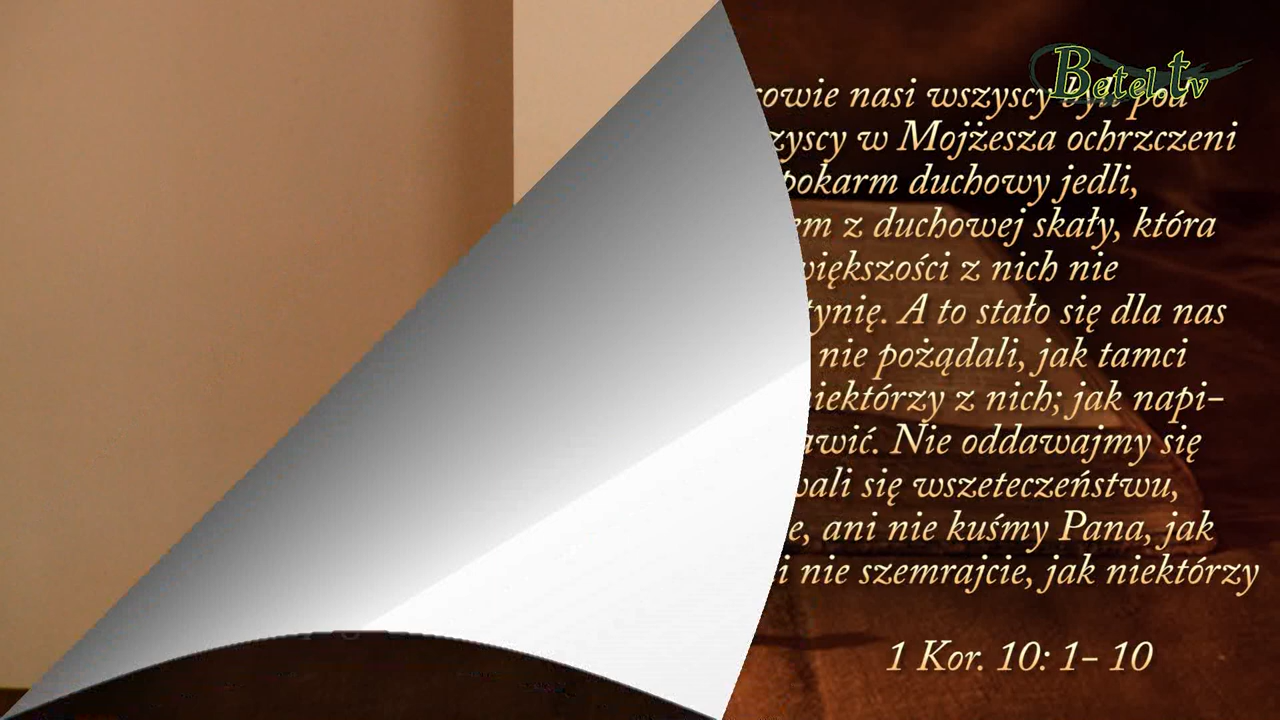 Betel.tv
owie nasi wszyscy byli pod
zyscy w Mojżesza ochrzczeni
pokarm duchowy jedli,
em z duchowej skały, która
większości z nich nie
tynię. A to stało się dla nas
nie pożądali, jak tamci
niektórzy z nich; jak napi-
awić. Nie oddawajmy się
wali się wszeteczeństwu,
e, ani nie kuśmy Pana, jak
i nie szemrajcie, jak niektórzy
1 Kor. 10: 1- 10